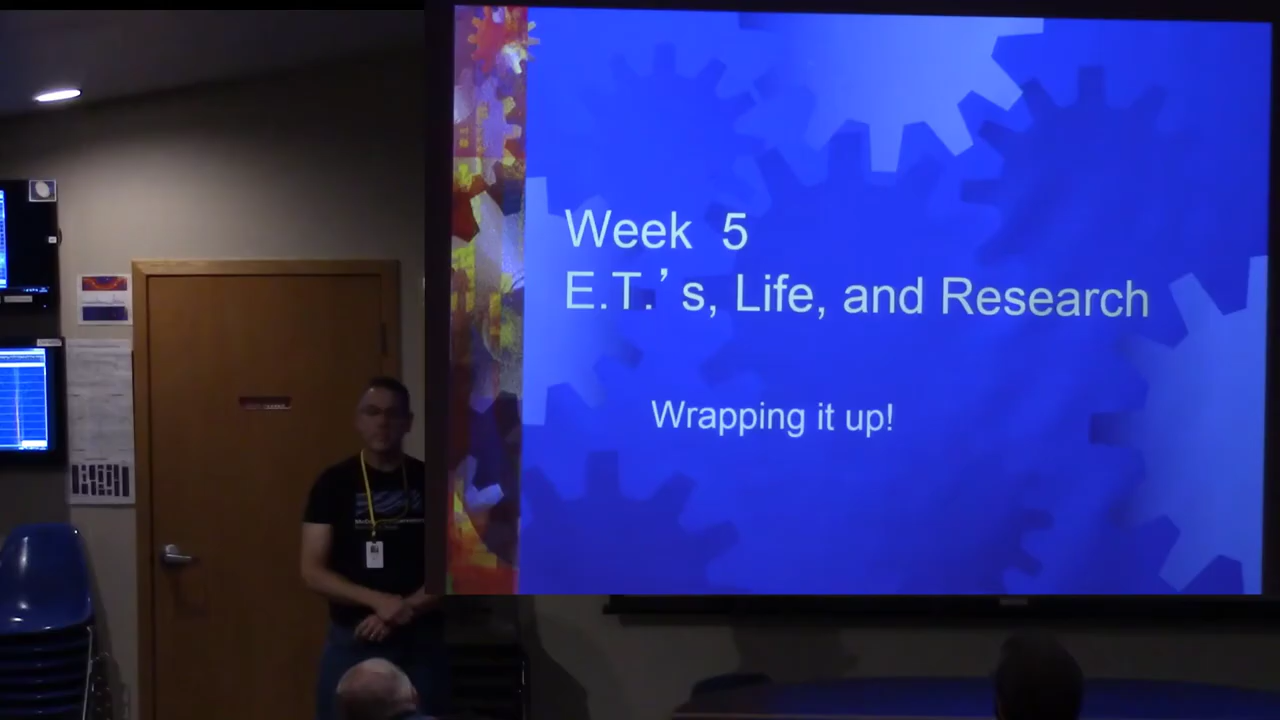 Week 5
E.T.’s, Life, and Research
Wrapping it up!